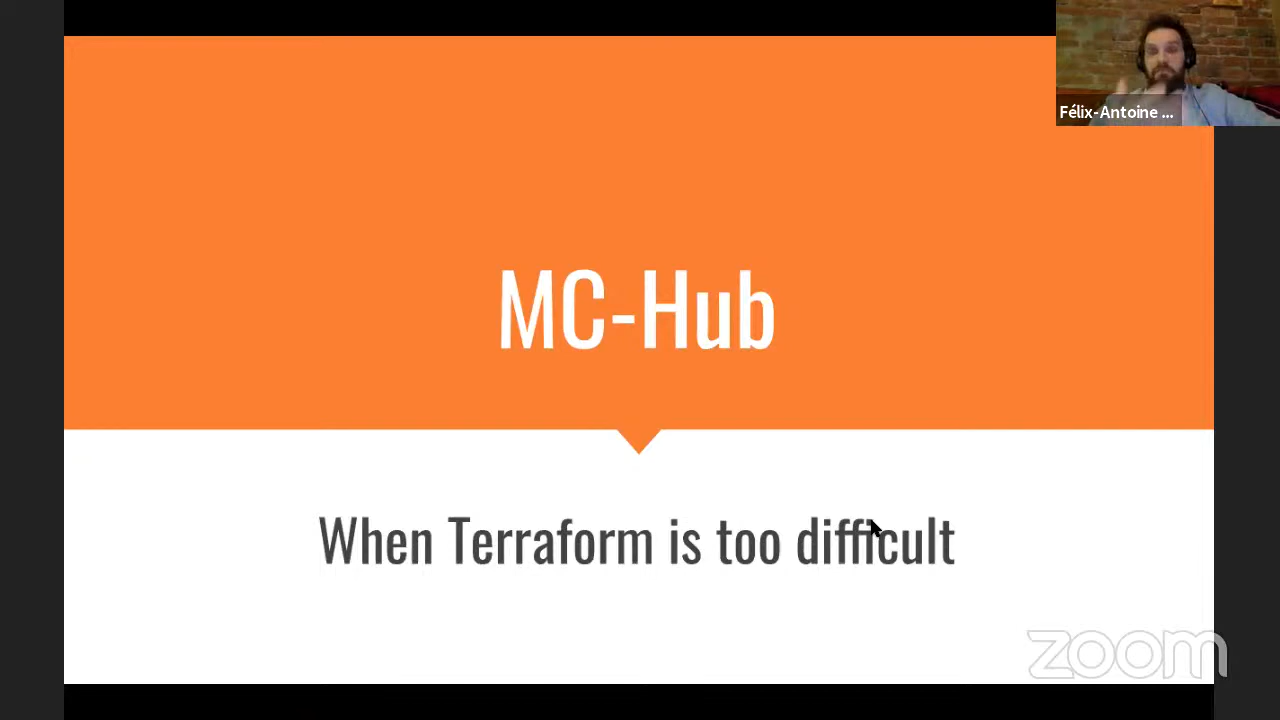 Félix-Antoine ...
MC-Hub
When Terraform is too difficult
zoom